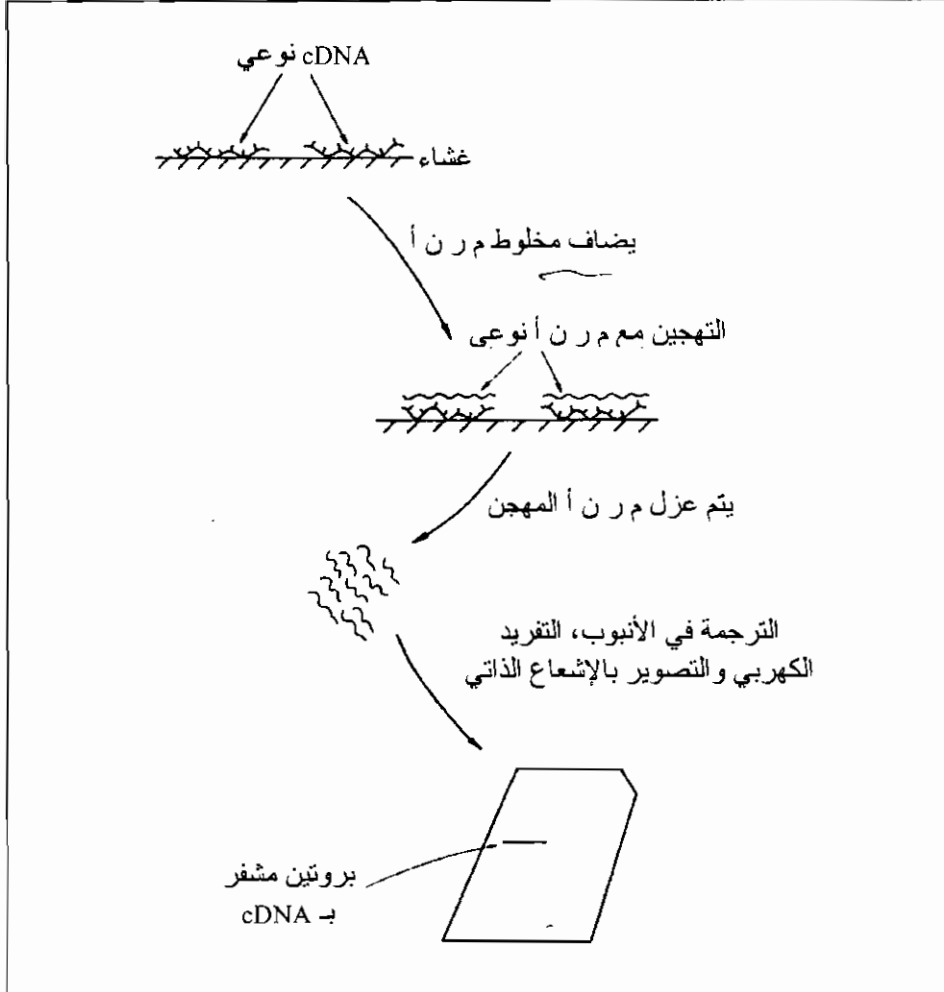 cDNA نوعي
غشاء
يضاف مخلوط م ر ن أ
التهجين مع م ر ن أ نوعى
يتم عزل م ر ن أ المهجن
الترجمة في الأنبوب، التفريد
الكهربي والتصوير بالإشعاع الذاتي
بروتين مشفر
بـ cDNA